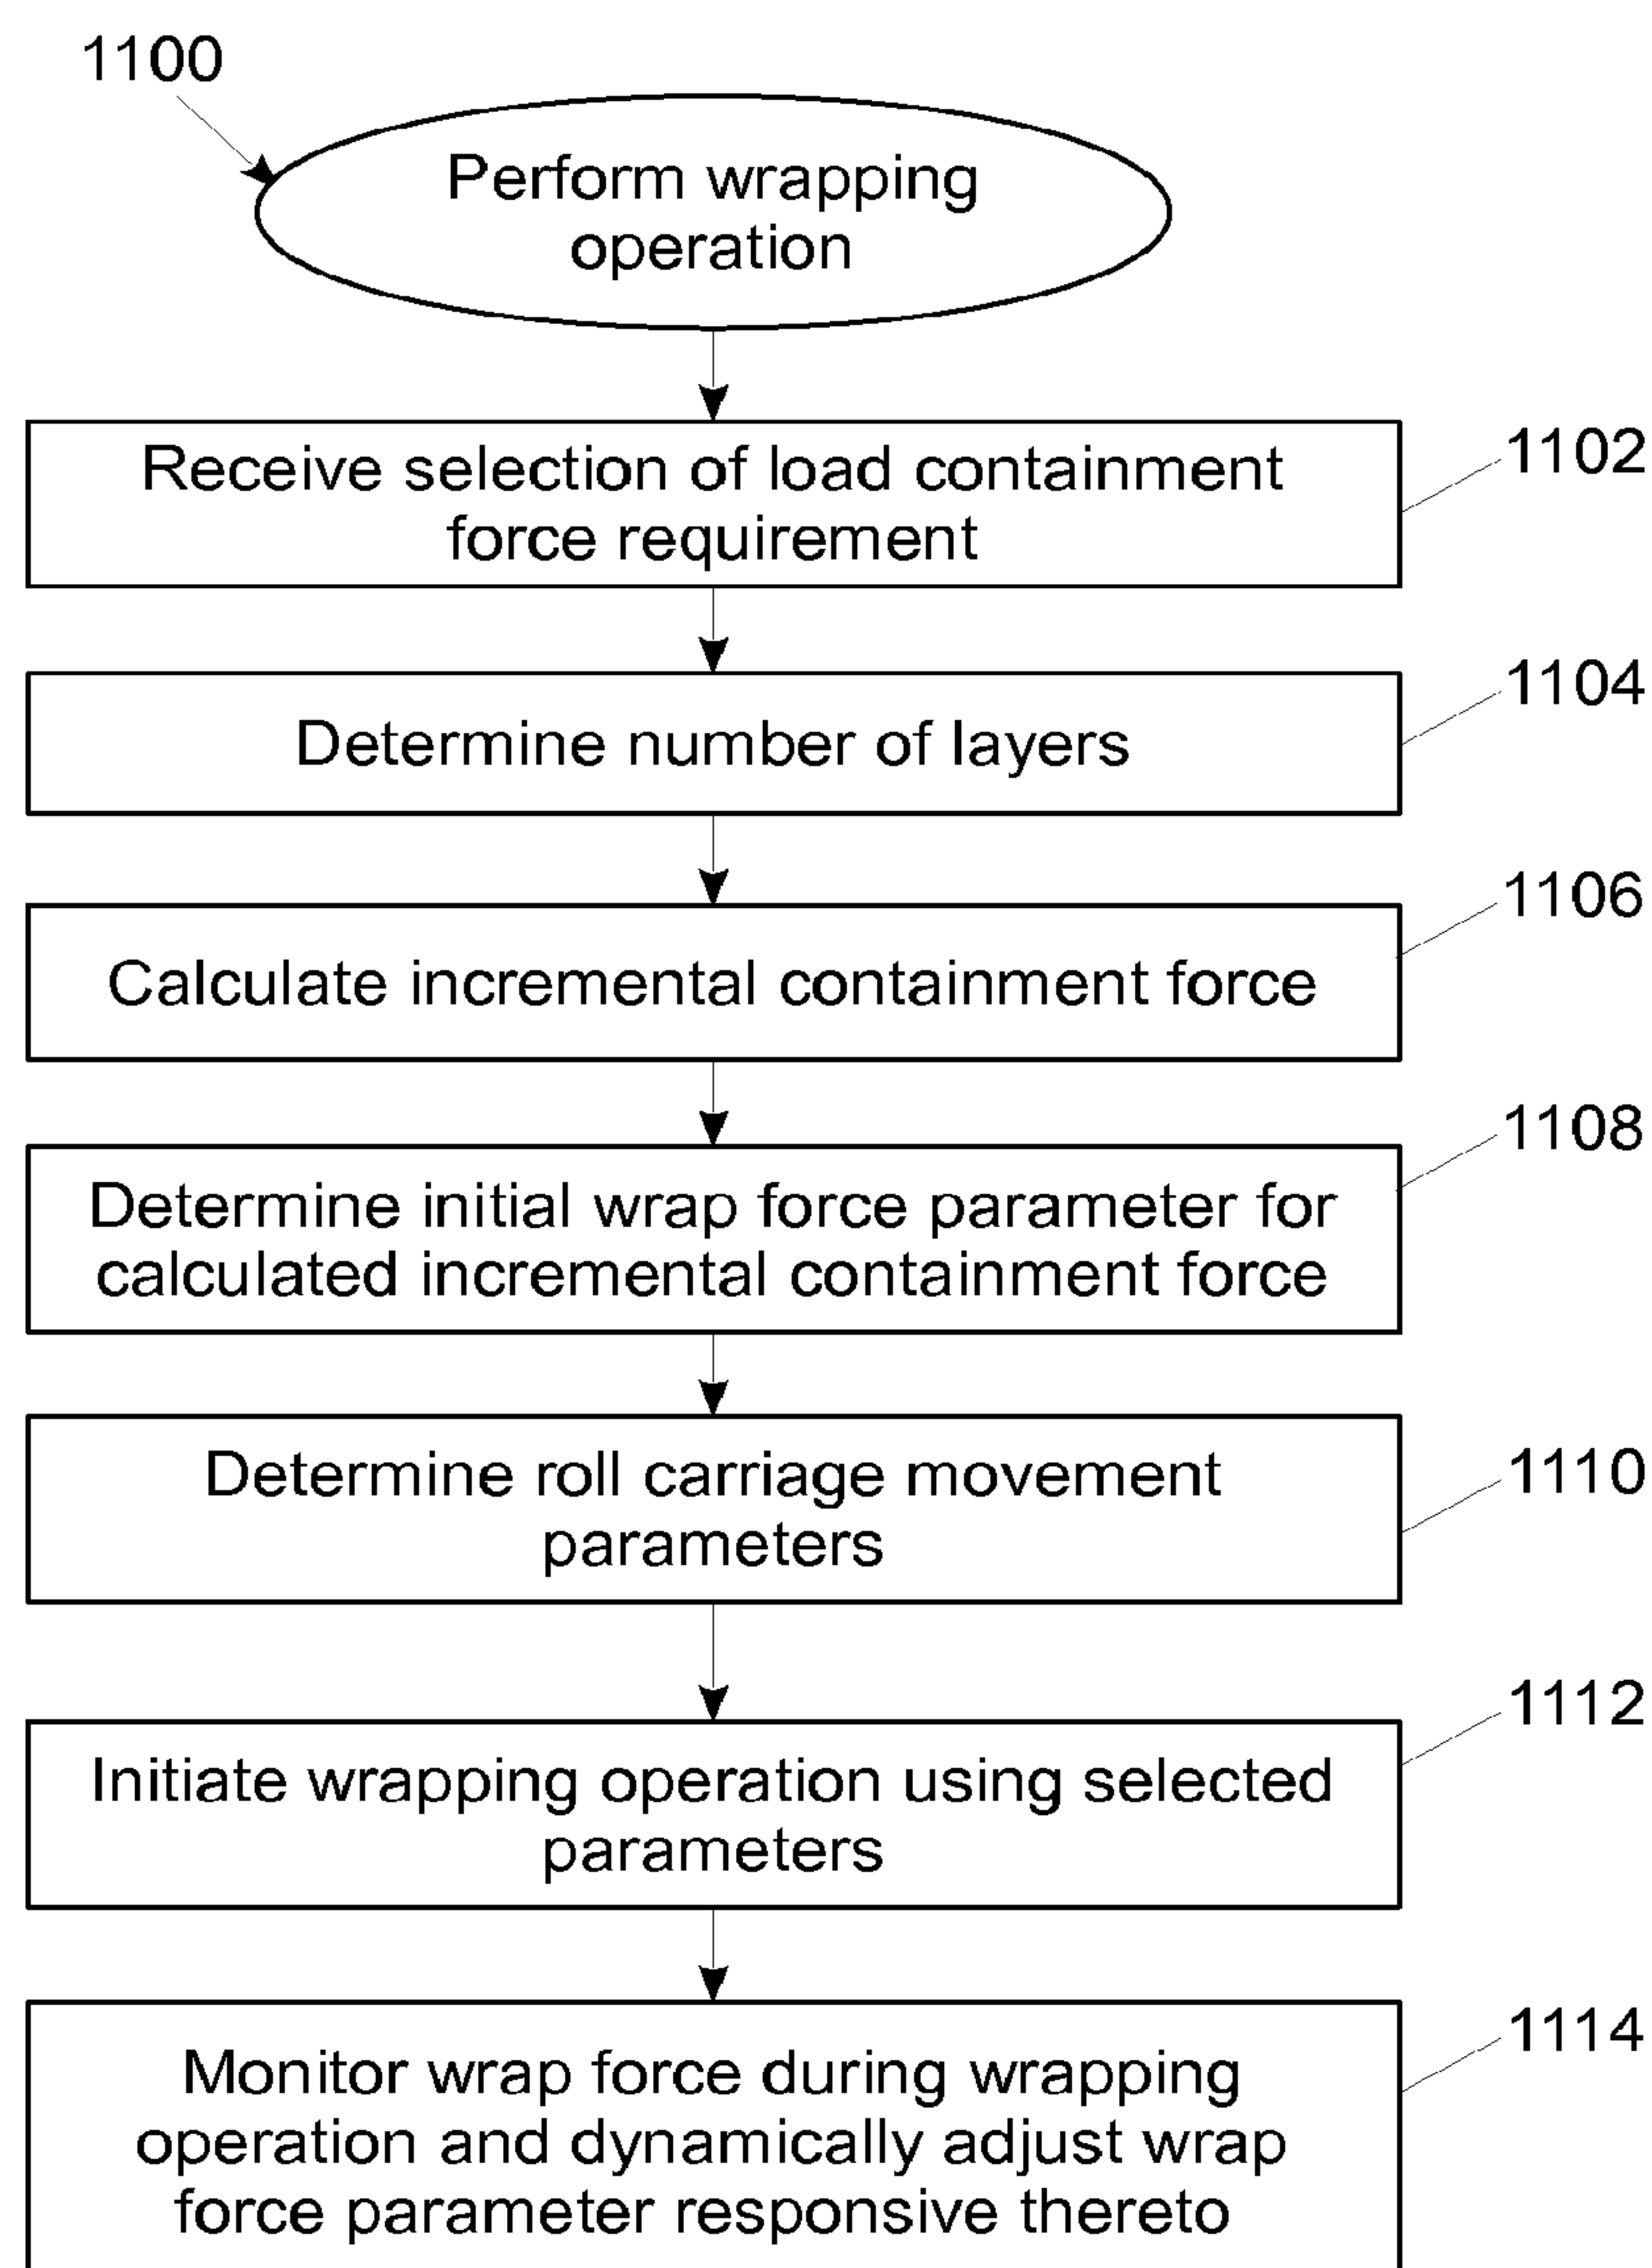 1100
Perform wrapping
operation
Receive selection of load containment
force requirement
1102
Determine number of layers
1104
Calculate incremental containment force
1106
Determine initial wrap force parameter for
calculated incremental containment force
1108
Determine roll carriage movement
parameters
1110
Initiate wrapping operation using selected
parameters
1112
Monitor wrap force during wrapping
operation and dynamically adjust wrap
force parameter responsive thereto
1114